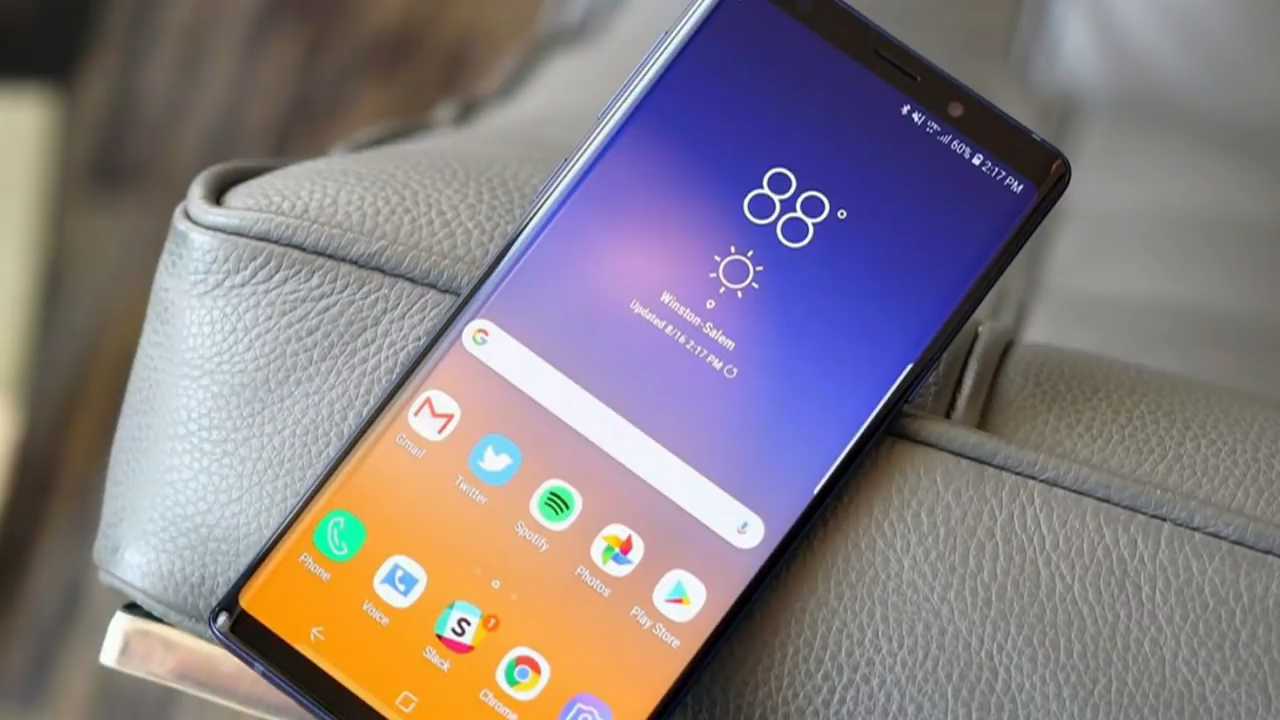 60% 2:17 PM
88°
Winston-Salem
Updated 8/16 2:17 PM
Gmail
Twitter
Spotify
Photos
Play Store
Phone
Voice
S
Slack
1
Chrome